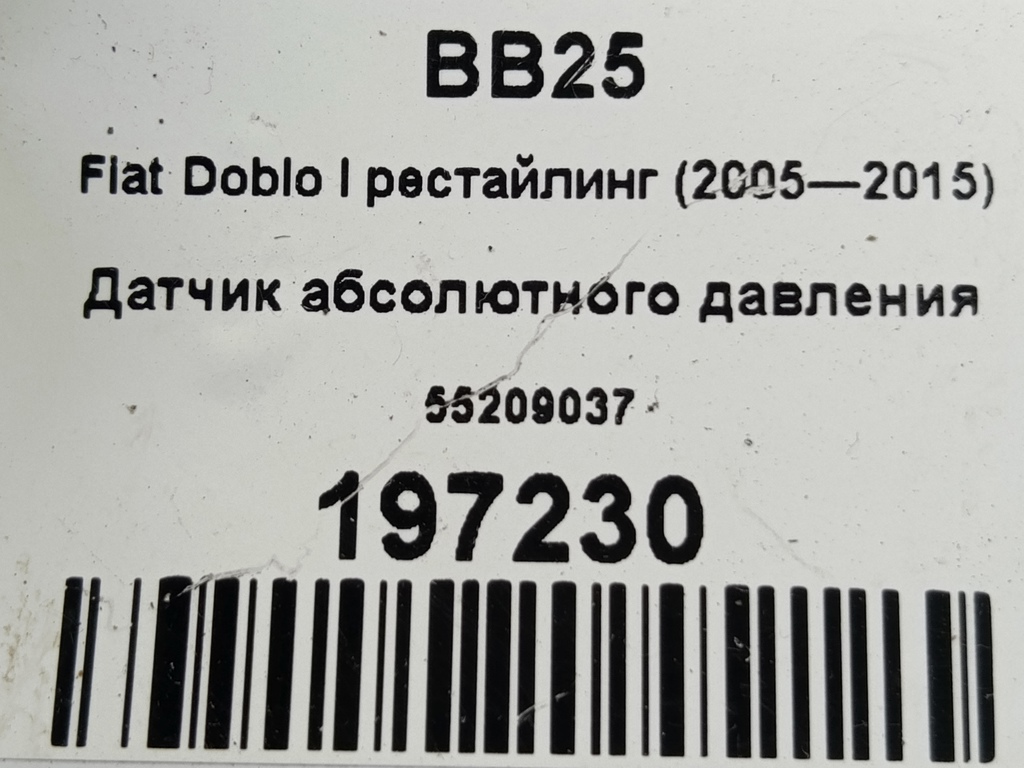 BB25
Fiat Doblo I рестайлинг (2005—2015)
Датчик абсолютного давления
55209037
197230